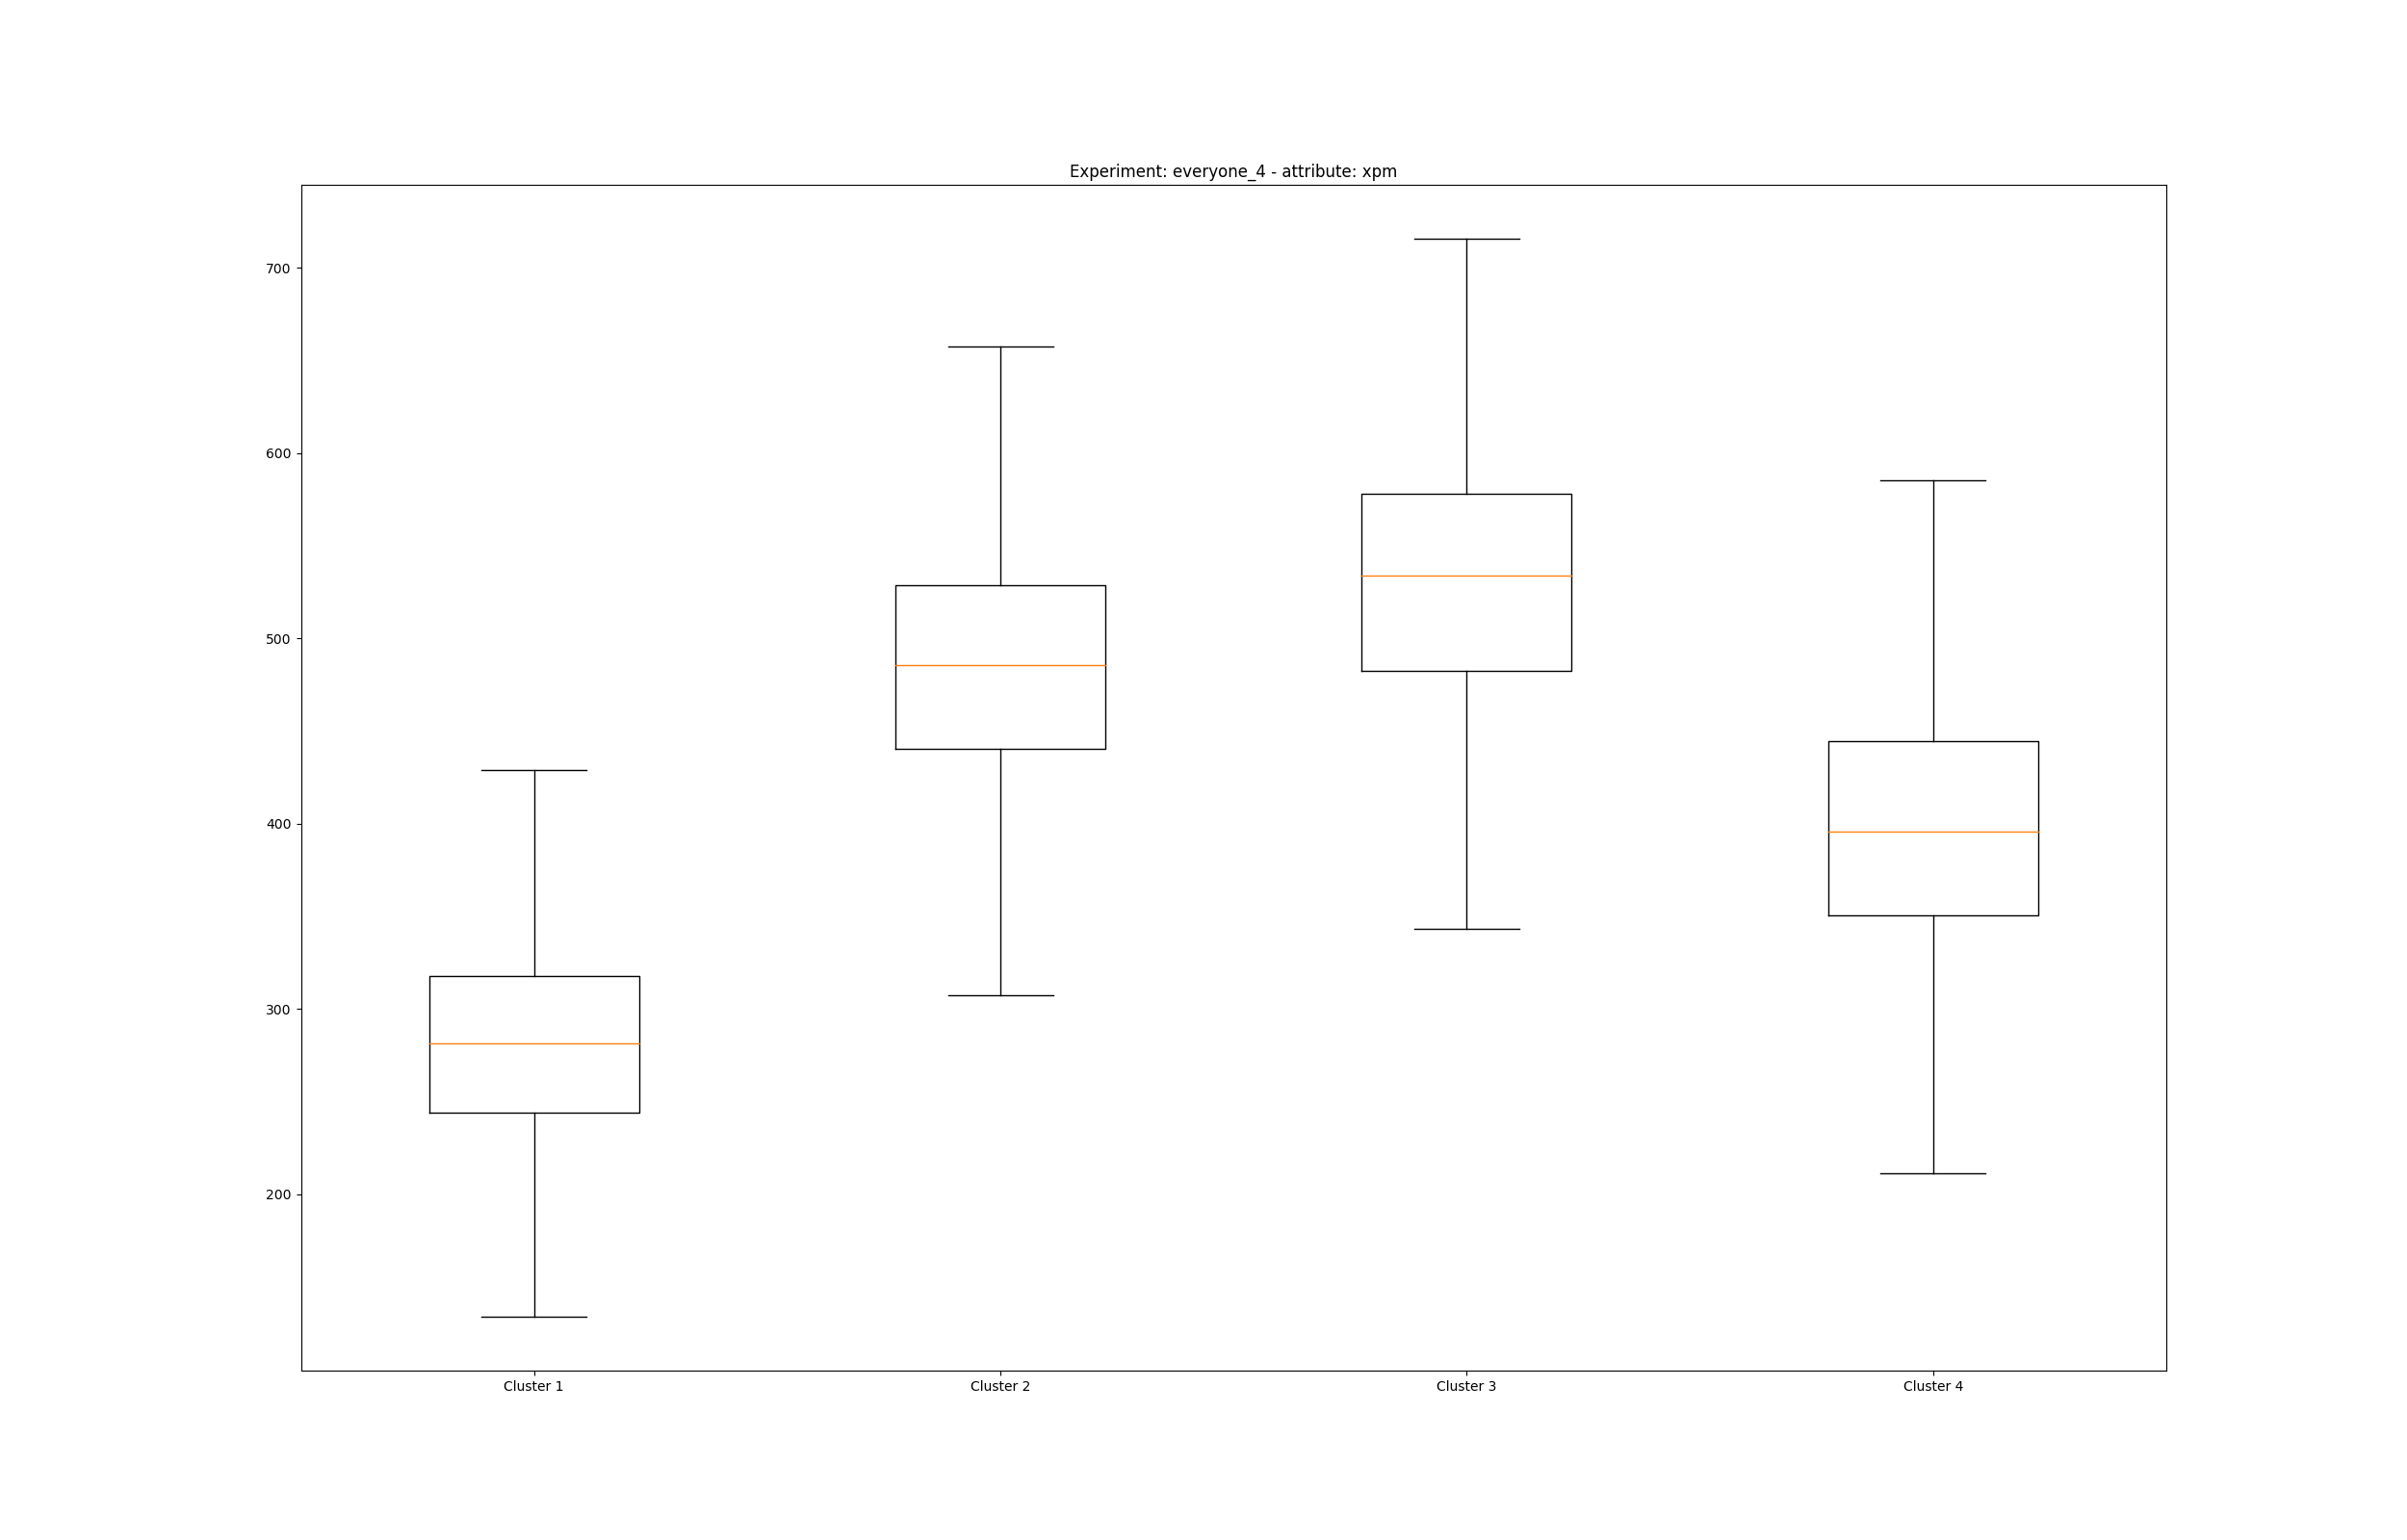 Experiment: everyone_4 - attribute: xpm
700
600
500
400
300
200
Cluster 1
Cluster 2
Cluster 3
Cluster 4